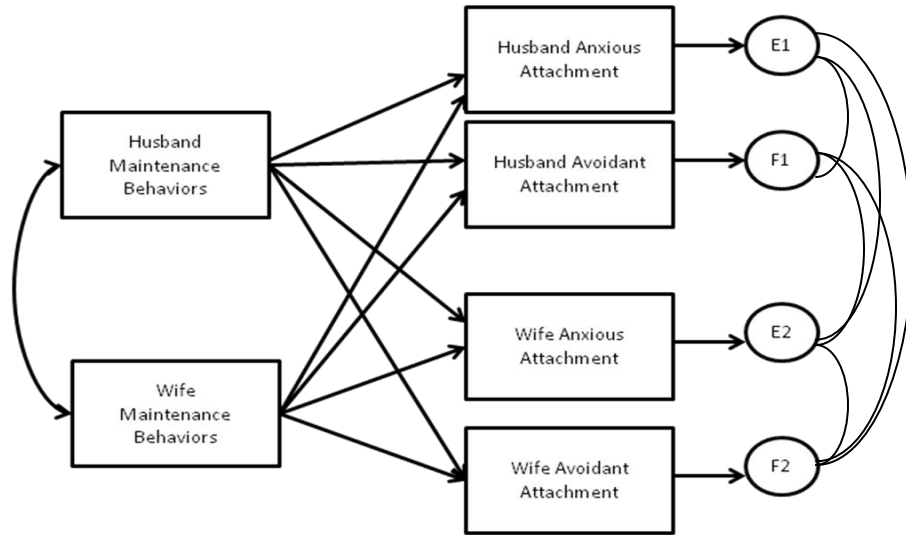 Husband
Maintenance
Behaviors
Wife
Maintenance
Behaviors
Husband Anxious
Attachment
Husband Avoidant
Attachment
Wife Anxious
Attachment
Wife Avoidant
Attachment
E1
F1
E2
F2